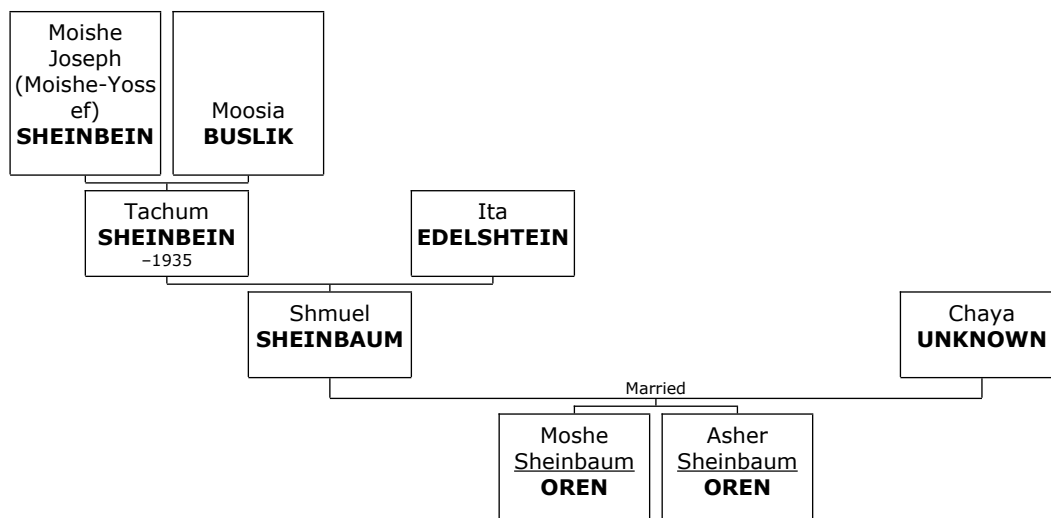 Moishe
Joseph
(Moishe-Yoss
ef)
SHEINBEIN
Moosia
BUSLIK
Tachum
SHEINBEIN
–1935
Ita
EDELSHTEIN
Shmuel
SHEINBAUM
Chaya
UNKNOWN
Married
Moshe
Sheinbaum
OREN
Asher
Sheinbaum
OREN